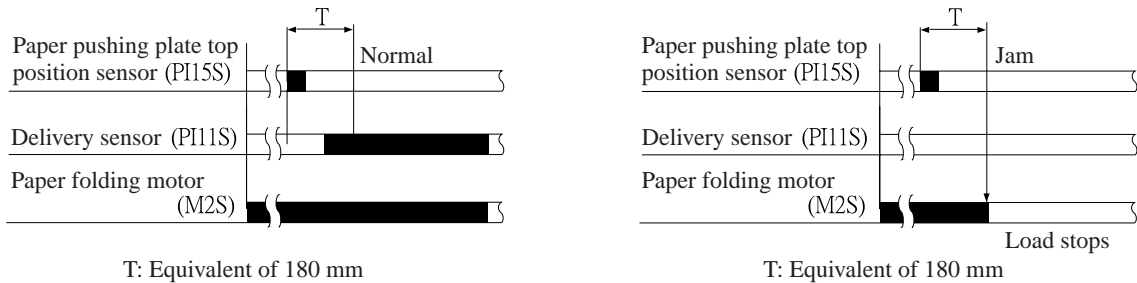 T
Paper pushing plate top
position sensor (PI15S)
Normal
Delivery sensor (PI11S)
Paper folding motor
(M2S)
T: Equivalent of 180 mm
T
Paper pushing plate top
position sensor (PI15S)
Jam
Delivery sensor (PI11S)
Paper folding motor
(M2S)
Load stops
T: Equivalent of 180 mm